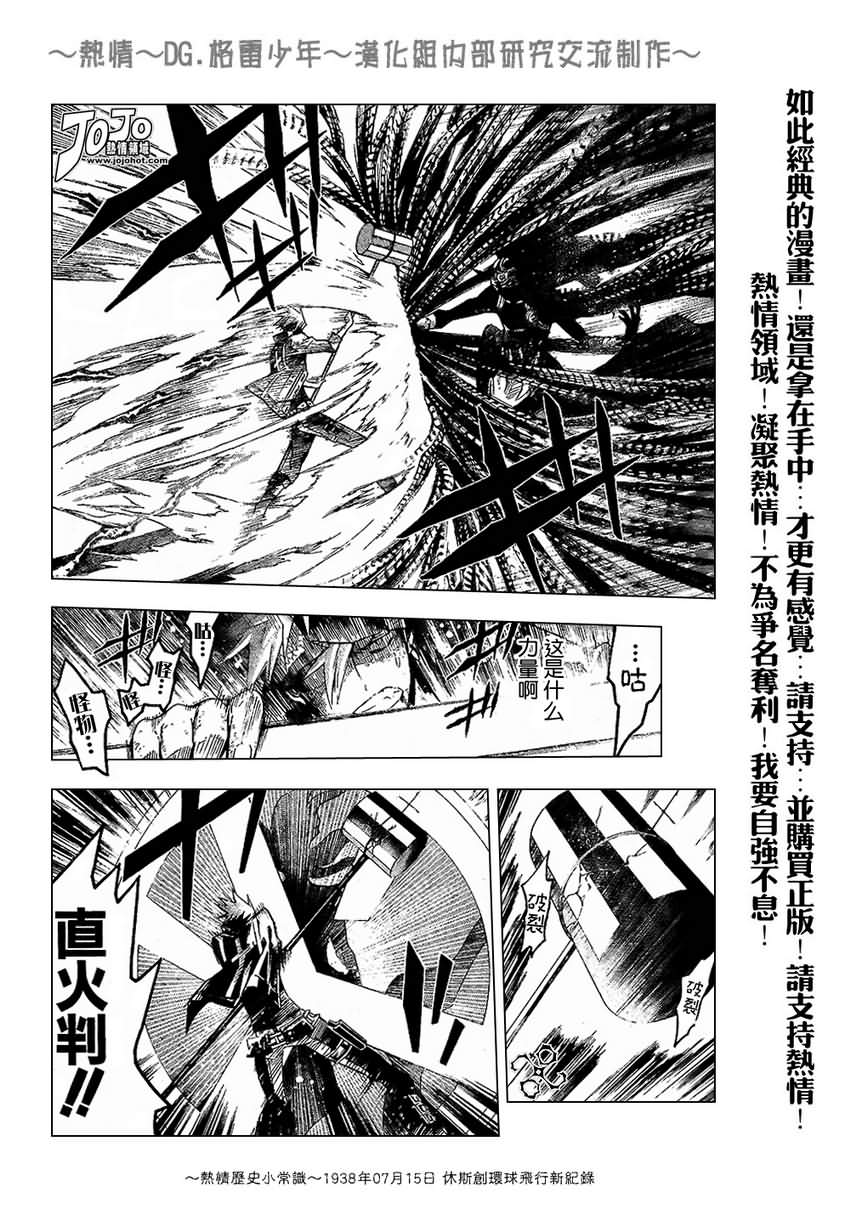 ～熱情～DG.格雷少年～漢化組内部研究交流制作～
JOJO
熱情領域
www.jojohot.com
如此經典的漫畫！還是拿在手中…才更有感覺…請支持…並購買正版！請支持熱情！
熱情領域！凝聚熱情！不為爭名奪利！我要自強不息！
…咕
这是什么
力量啊
咕…
怪…
怪
怪物…
破裂
破裂
直火判!!
～熱情歷史小常識～1938年07月15日 休斯創環球飛行新紀錄